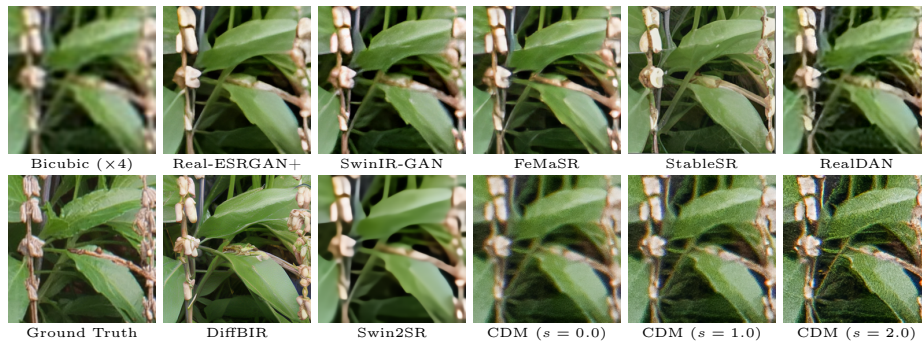 Bicubic (×4) Real-ESRGAN+ SwinIR-GAN FeMaSR StableSR RealDAN
Ground Truth DiffBIR Swin2SR CDM (s = 0.0) CDM (s = 1.0) CDM (s = 2.0)